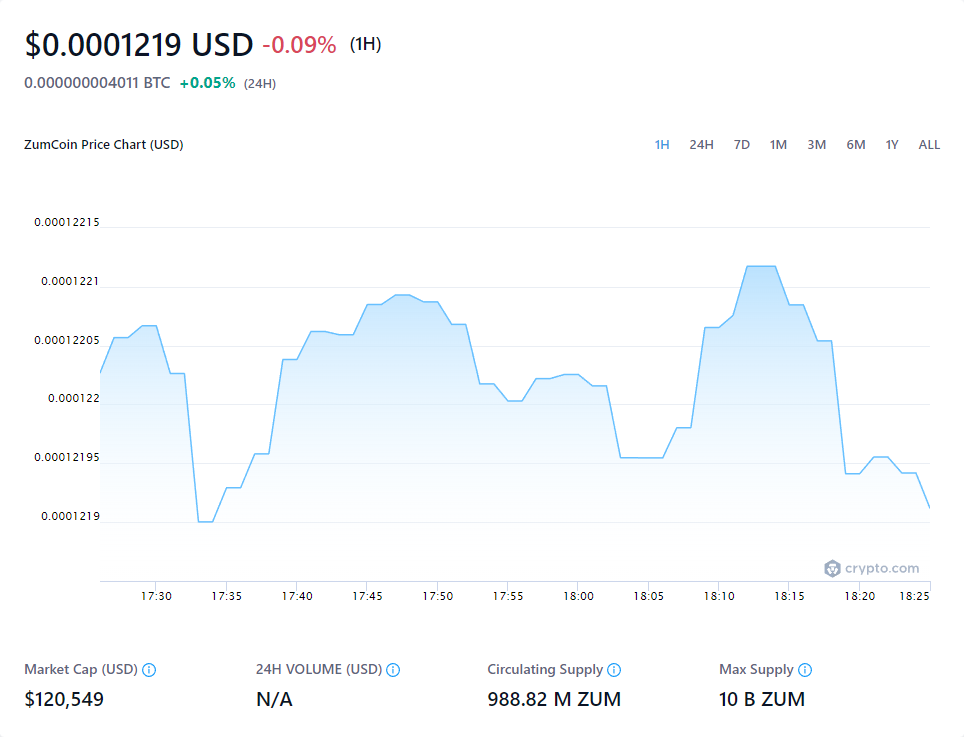 $0.0001219 USD -0.09% (1H)
0.000000004011 BTC +0.05% (24H)
ZumCoin Price Chart (USD) 1H 24H 7D 1M 3M 6M 1Y ALL
0.00012215
0.0001221
0.00012205
0.000122
0.00012195
0.0001219
crypto.com
17:30 17:35 17:40 17:45 17:50 17:55 18:00 18:05 18:10 18:15 18:20 18:25
Market Cap (USD) 24H VOLUME (USD) Circulating Supply Max Supply
$120,549 N/A 988.82 M ZUM 10 B ZUM